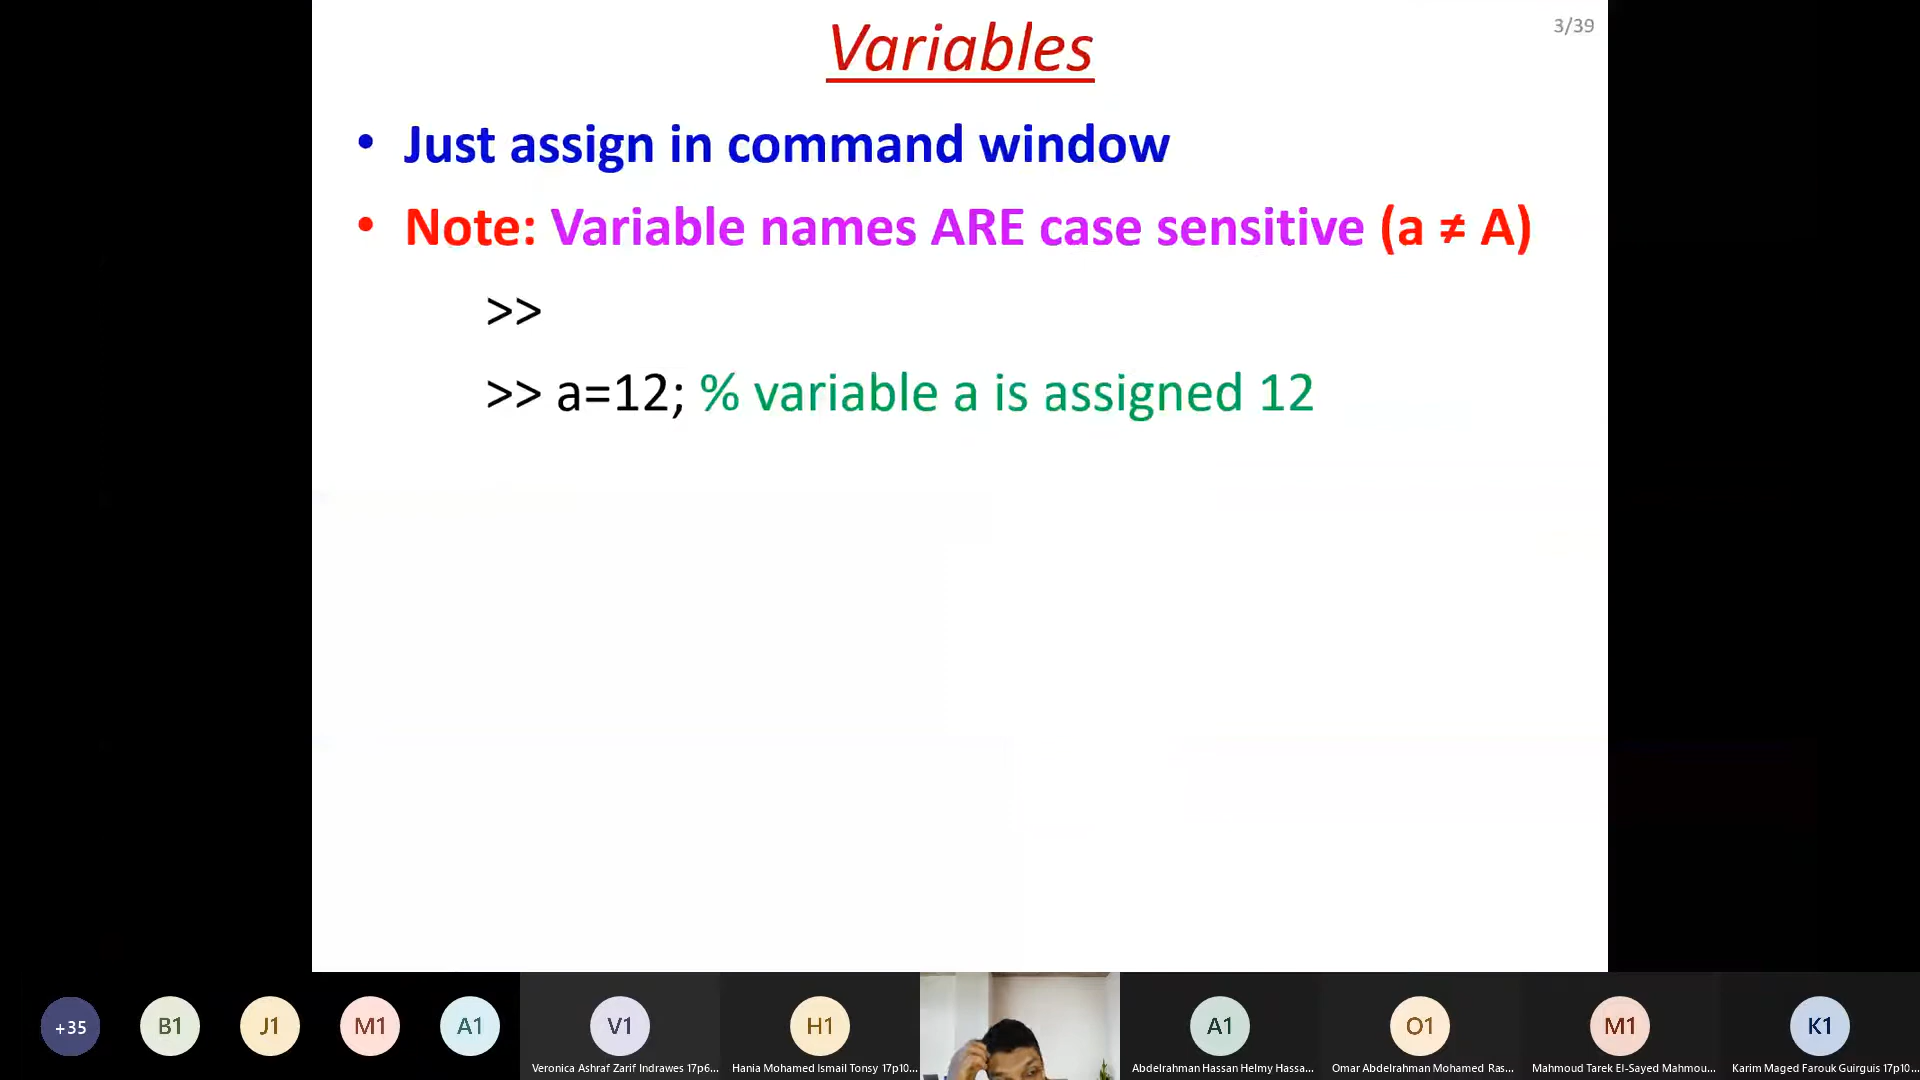 Variables
3/39
• Just assign in command window
• Note: Variable names ARE case sensitive (a ≠ A)
>>
>> a=12; % variable a is assigned 12
+35
B1
J1
M1
A1
V1
H1
A1
O1
M1
K1
Veronica Ashraf Zarif Indrawes 17p6...
Hania Mohamed Ismail Tonsy 17p10...
Abdelrahman Hassan Helmy Hassa...
Omar Abdelrahman Mohamed Ras...
Mahmoud Tarek El-Sayed Mahmou...
Karim Maged Farouk Guirguis 17p10...